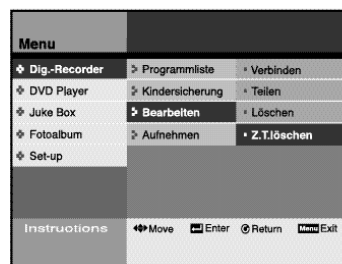 Menu
Dig.-Recorder
Programmliste
Verbinden
DVD Player
Kindersicherung
Teilen
Juke Box
Bearbeiten
Löschen
Fotoalbum
Aufnehmen
Z.T.löschen
Set-up
Instructions Move Enter Return Menu Exit